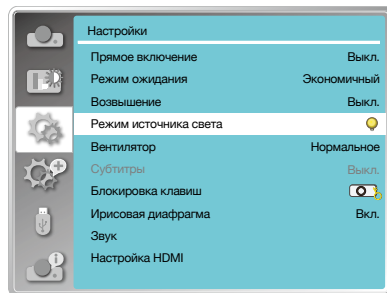 Настройки
Прямое включение Выкл.
Режим ожидания Экономичный
Возвышение Выкл.
Режим источника света
Вентилятор Нормальное
Субтитры Выкл.
Блокировка клавиш
Ирисовая диафрагма Вкл.
Звук
Настройка HDMI